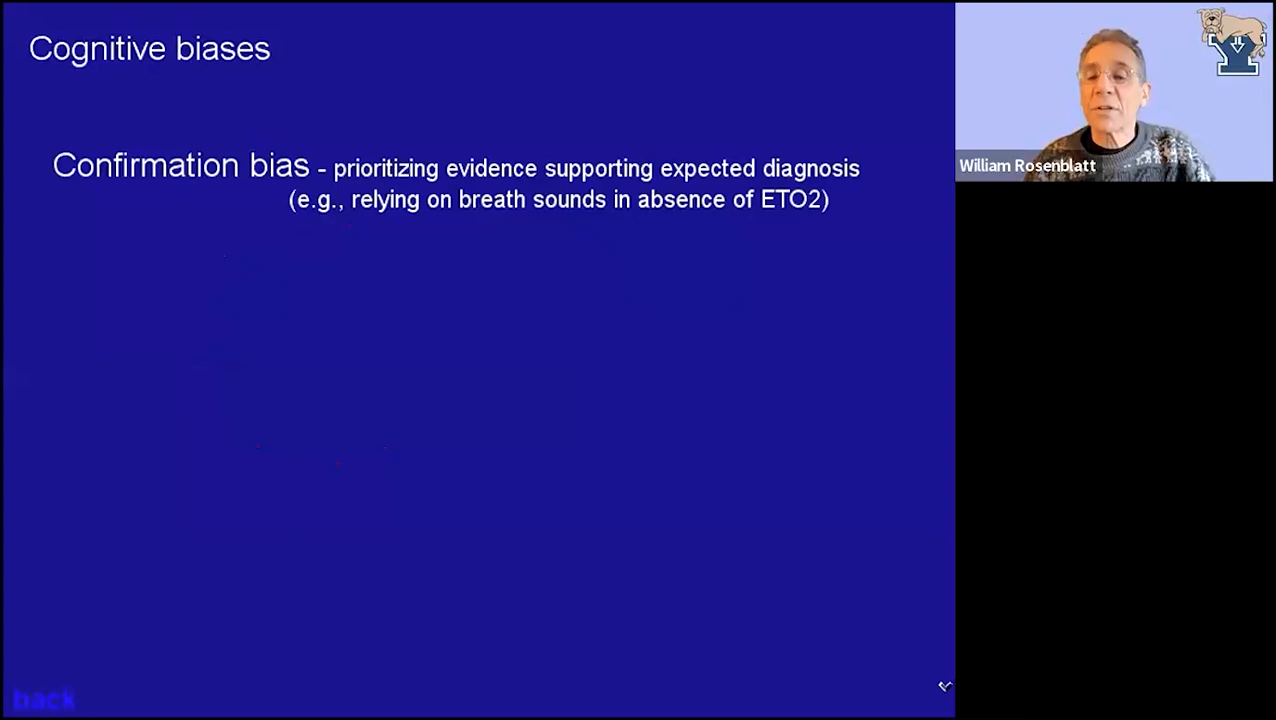 Cognitive biases
Confirmation bias - prioritizing evidence supporting expected diagnosis
(e.g., relying on breath sounds in absence of ETO2)
William Rosenblatt
back